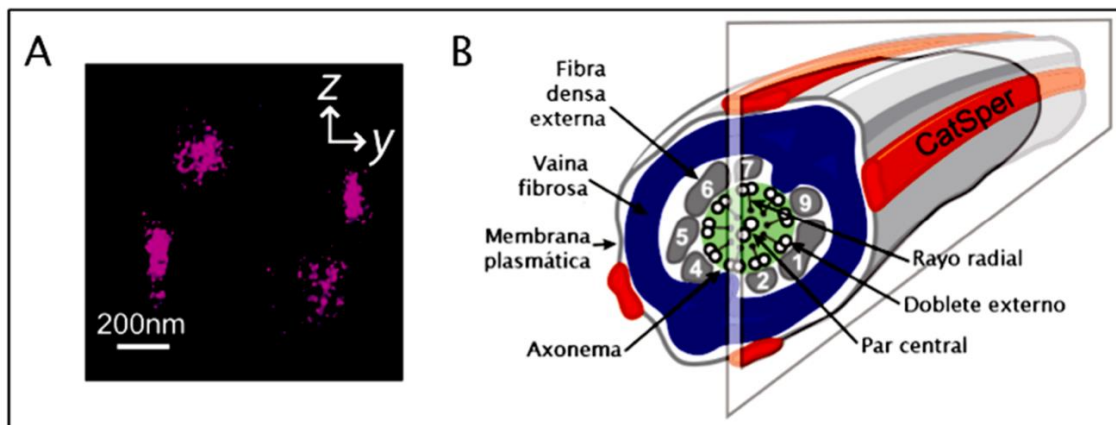 A
z
y
200nm
B
Fibra
densa
externa
Vaina
fibrosa
Membrana
plasmática
Axonema
CatSper
7
6
9
5
4
1
2
Rayo radial
Doblete externo
Par central